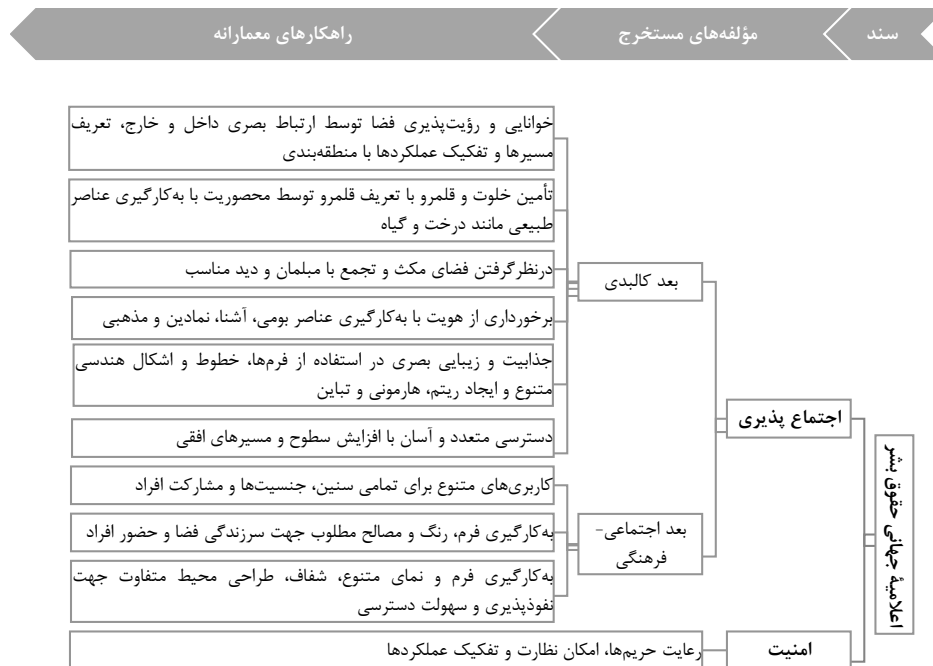 سند
مؤلفه‌های مستخرج
راهکارهای معمارانه
اعلامیۀ جهانی حقوق بشر
اجتماع پذیری
بعد کالبدی
خوانایی و رؤیت‌پذیری فضا توسط ارتباط بصری داخل و خارج، تعریف
مسیرها و تفکیک عملکردها با منطقه‌بندی
تأمین خلوت و قلمرو با تعریف قلمرو توسط محصوریت با به‌کارگیری عناصر
طبیعی مانند درخت و گیاه
درنظرگرفتن فضای مکث و تجمع با مبلمان و دید مناسب
برخورداری از هویت با به‌کارگیری عناصر بومی، آشنا، نمادین و مذهبی
جذابیت و زیبایی بصری در استفاده از فرم‌ها، خطوط و اشکال هندسی
متنوع و ایجاد ریتم، هارمونی و تباین
دسترسی متعدد و آسان با افزایش سطوح و مسیرهای افقی
بعد اجتماعی-
فرهنگی
کاربری‌های متنوع برای تمامی سنین، جنسیت‌ها و مشارکت افراد
به‌کارگیری فرم، رنگ و مصالح مطلوب جهت سرزندگی فضا و حضور افراد
به‌کارگیری فرم و نمای متنوع، شفاف، طراحی محیط متفاوت جهت
نفوذپذیری و سهولت دسترسی
امنیت
رعایت حریم‌ها، امکان نظارت و تفکیک عملکردها